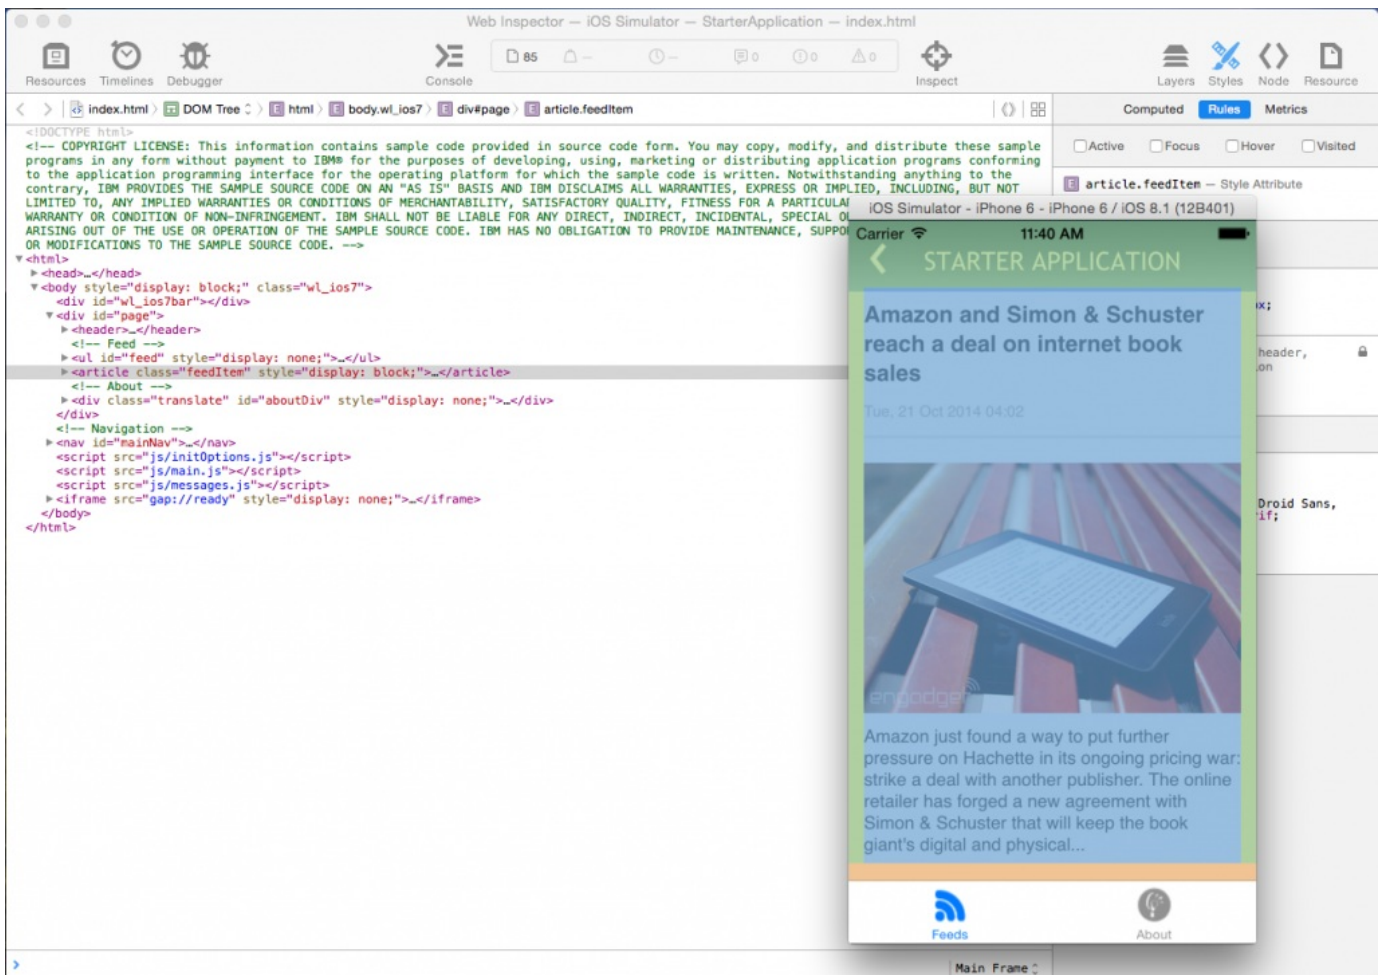 Web Inspector — iOS Simulator — StarterApplication — index.html
Resources Timelines Debugger Console 85 — — 0 0 0 Inspect Layers Styles Node Resource
index.html DOM Tree html body.wl_ios7 div#page article.feedItem
Computed Rules Metrics
Active Focus Hover Visited
article.feedItem — Style Attribute
<!DOCTYPE html>
<!-- COPYRIGHT LICENSE: This information contains sample code provided in source code form. You may copy, modify, and distribute these sample
programs in any form without payment to IBM® for the purposes of developing, using, marketing or distributing application programs conforming
to the application programming interface for the operating platform for which the sample code is written. Notwithstanding anything to the
contrary, IBM PROVIDES THE SAMPLE SOURCE CODE ON AN "AS IS" BASIS AND IBM DISCLAIMS ALL WARRANTIES, EXPRESS OR IMPLIED, INCLUDING, BUT NOT
LIMITED TO, ANY IMPLIED WARRANTIES OR CONDITIONS OF MERCHANTABILITY, SATISFACTORY QUALITY, FITNESS FOR A PARTICULA
WARRANTY OR CONDITION OF NON-INFRINGEMENT. IBM SHALL NOT BE LIABLE FOR ANY DIRECT, INDIRECT, INCIDENTAL, SPECIAL O
ARISING OUT OF THE USE OR OPERATION OF THE SAMPLE SOURCE CODE. IBM HAS NO OBLIGATION TO PROVIDE MAINTENANCE, SUPPO
OR MODIFICATIONS TO THE SAMPLE SOURCE CODE. -->
<html>
<head>…</head>
<body style="display: block;" class="wl_ios7">
<div id="wl_ios7bar"></div>
<div id="page">
<header>…</header>
<!-- Feed -->
<ul id="feed" style="display: none;">…</ul>
<article class="feedItem" style="display: block;">…</article>
<!-- About -->
<div class="translate" id="aboutDiv" style="display: none;">…</div>
</div>
<!-- Navigation -->
<nav id="mainNav">…</nav>
<script src="js/initOptions.js"></script>
<script src="js/main.js"></script>
<script src="js/messages.js"></script>
<iframe src="gap://ready" style="display: none;">…</iframe>
</body>
</html>
iOS Simulator - iPhone 6 - iPhone 6 / iOS 8.1 (12B401)
Carrier 11:40 AM
STARTER APPLICATION
Amazon and Simon & Schuster
reach a deal on internet book
sales
Tue, 21 Oct 2014 04:02
engadget
Amazon just found a way to put further
pressure on Hachette in its ongoing pricing war:
strike a deal with another publisher. The online
retailer has forged a new agreement with
Simon & Schuster that will keep the book
giant's digital and physical...
Feeds About
x;
header,
on
Droid Sans,
if;
Main Frame